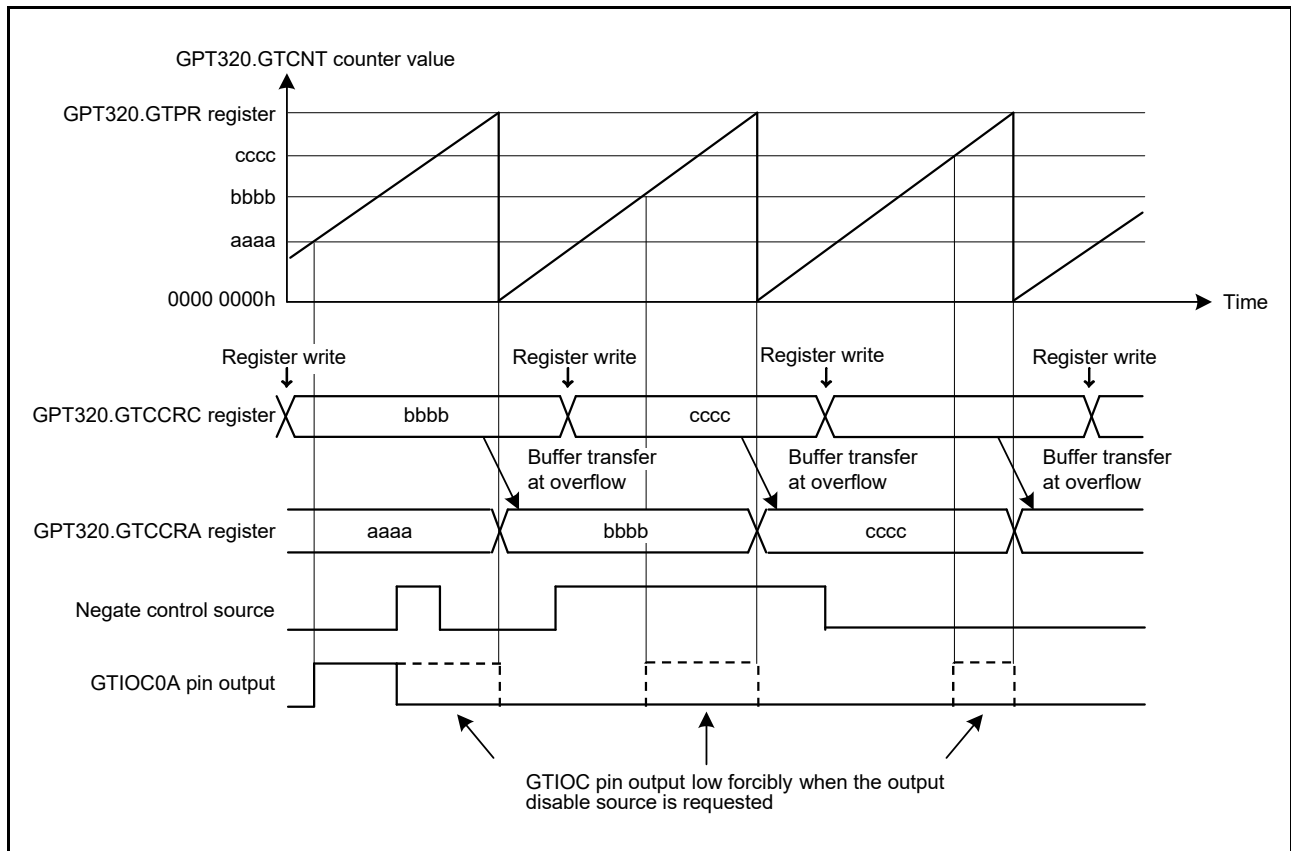 GPT320.GTCNT counter value
GPT320.GTPR register
cccc
bbbb
aaaa
0000 0000h
Time
Register write
Register write
Register write
Register write
GPT320.GTCCRC register
bbbb
cccc
Buffer transfer
at overflow
Buffer transfer
at overflow
Buffer transfer
at overflow
GPT320.GTCCRA register
aaaa
bbbb
cccc
Negate control source
GTIOC0A pin output
GTIOC pin output low forcibly when the output
disable source is requested